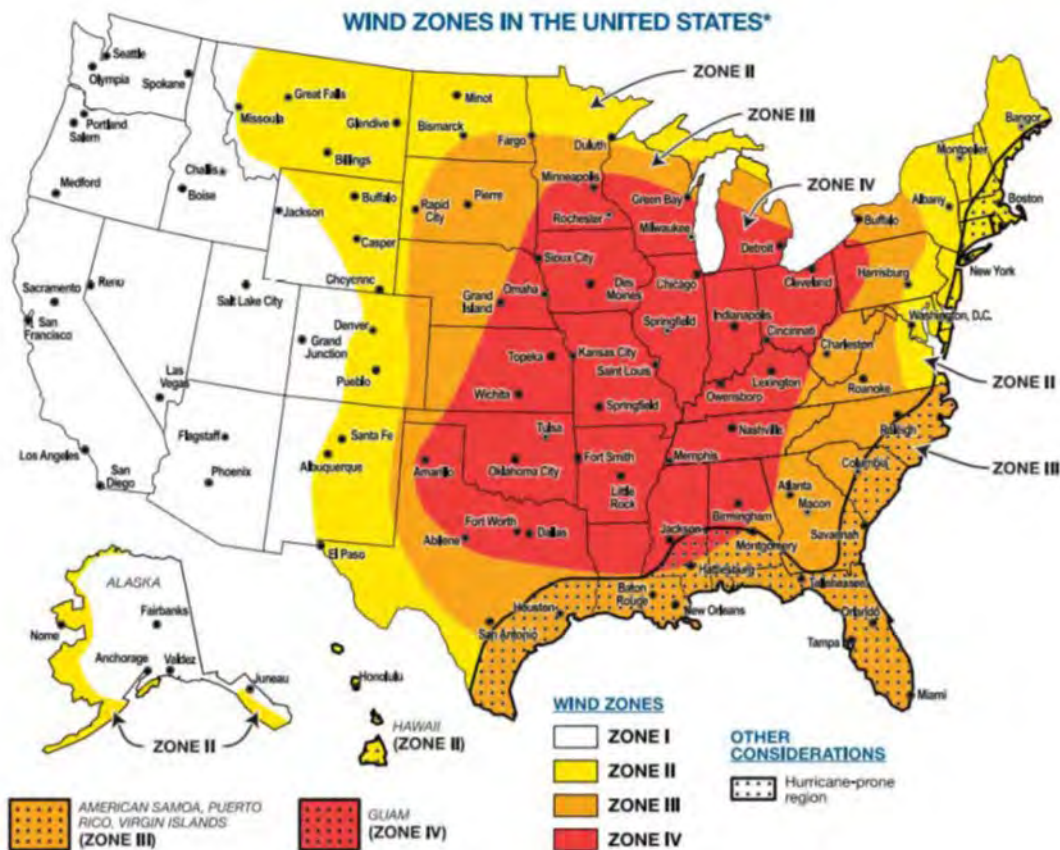 WIND ZONES IN THE UNITED STATES*
ZONE II
ZONE III
ZONE IV
Seattle
Olympia
Spokane
Portland
Salem
Medford
Challis
Boise
Missoula
Great Falls
Glendive
Billings
Minot
Bismarck
Fargo
Duluth
Minneapolis
Rochester
Green Bay
Milwaukee
Detroit
Buffalo
Albany
Montpelier
Bangor
Boston
New York
Harrisburg
Washington, D.C.
Jackson
Buffalo
Casper
Cheyenne
Rapid
City
Pierre
Sioux City
Grand
Island
Omaha
Des
Moines
Chicago
Cleveland
Sacramento
San
Francisco
Reno
Salt Lake City
Grand
Junction
Denver
Pueblo
Topeka
Wichita
Kansas City
Saint Louis
Springfield
Springfield
Indianapolis
Cincinnati
Lexington
Owensboro
Charleston
Roanoke
ZONE II
Raleigh
ZONE III
Las
Vegas
Los Angeles
San
Diego
Flagstaff
Phoenix
Santa Fe
Albuquerque
El Paso
Amarillo
Tulsa
Oklahoma City
Fort Smith
Little
Rock
Memphis
Nashville
Columbia
Atlanta
Macon
Birmingham
Savannah
Montgomery
Jackson
Hattiesburg
Tallahassee
Abilene
Fort Worth
Dallas
Houston
San Antonio
Baton
Rouge
New Orleans
Orlando
Tampa
Miami
ALASKA
Fairbanks
Nome
Anchorage
Valdez
Juneau
ZONE II
Honolulu
HAWAII
(ZONE II)
WIND ZONES
ZONE I
ZONE II
ZONE III
ZONE IV
OTHER
CONSIDERATIONS
Hurricane-prone
region
AMERICAN SAMOA, PUERTO
RICO, VIRGIN ISLANDS
(ZONE III)
GUAM
(ZONE IV)